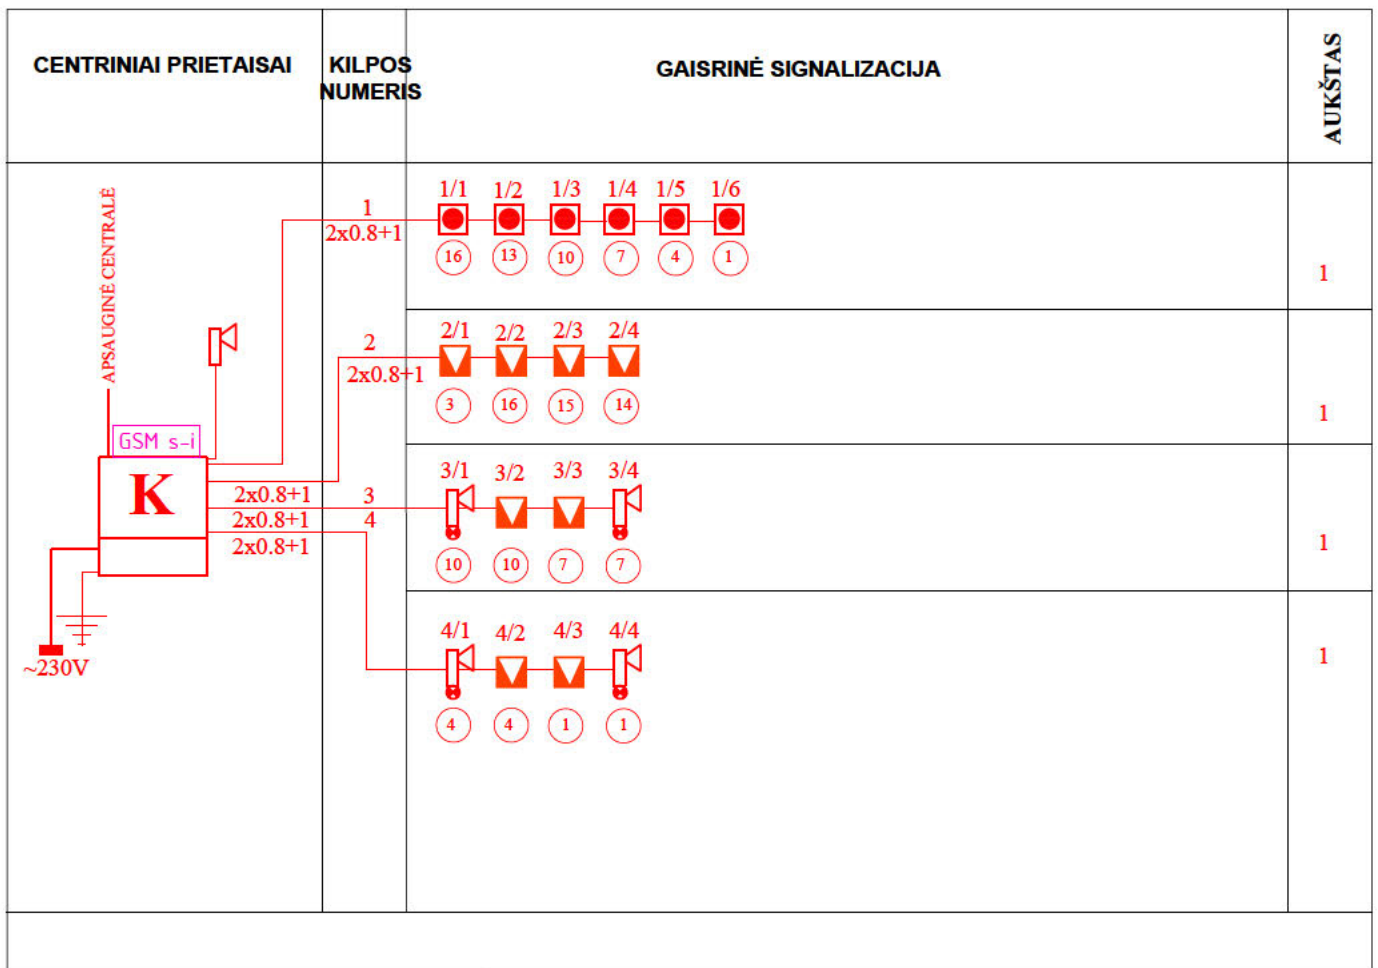 CENTRINIAI PRIETAISAI
KILPOS
NUMERIS
GAISRINĖ SIGNALIZACIJA
AUKŠTAS
APSAUGINĖ CENTRALĖ
GSM s-i
K
~230V
1
2x0.8+1
1/1 1/2 1/3 1/4 1/5 1/6
16 13 10 7 4 1
1
2
2x0.8+1
2/1 2/2 2/3 2/4
3 16 15 14
1
2x0.8+1 3
2x0.8+1 4
2x0.8+1
3/1 3/2 3/3 3/4
10 10 7 7
1
4/1 4/2 4/3 4/4
4 4 1 1
1